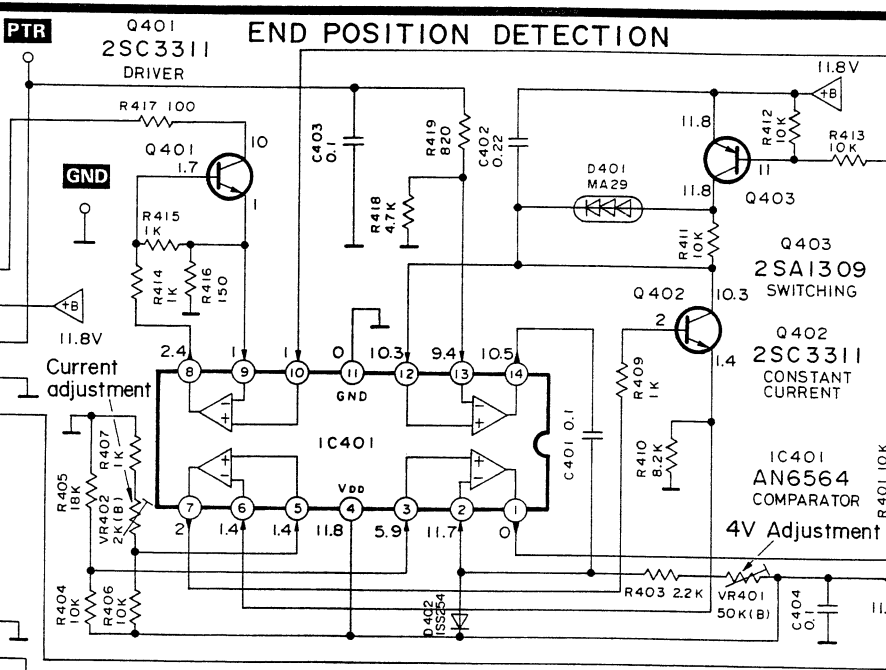 PTR
Q401
2SC3311
DRIVER
END POSITION DETECTION
11.8V
+B
R417 100
Q401
1.7
10
1
GND
R415
1K
R414
1K
R416
150
C403
0.1
R419
820
R418
4.7K
C402
0.22
D401
MA29
11.8
11.8
R412
10K
R413
10K
11
Q403
R411
10K
Q403
2SA1309
SWITCHING
+B
11.8V
Q402
2
10.3
1.4
Q402
2SC3311
CONSTANT
CURRENT
R409
1K
R410
8.2K
Current
adjustment
2.4
1
1
0
10.3
9.4
10.5
8
9
10
11
12
13
14
GND
IC401
VDD
7
6
5
4
3
2
1
2
1.4
1.4
11.8
5.9
11.7
0
C401 0.1
R407
1K
R405
18K
VR402
2K(B)
R404
10K
R406
10K
IC401
AN6564
COMPARATOR
R401 10K
4V Adjustment
D402
ISS254
R403 2.2K
VR401
50K(B)
C404
0.1
11.